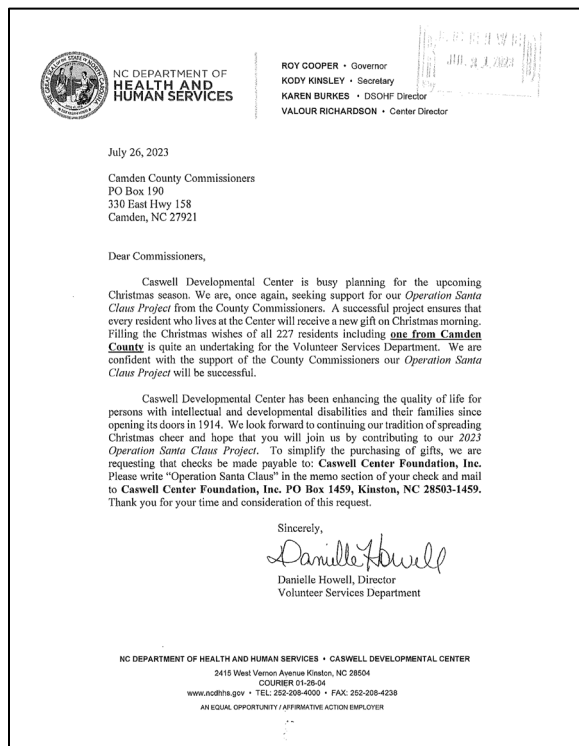 NC DEPARTMENT OF
HEALTH AND
HUMAN SERVICES
ROY COOPER • Governor
KODY KINSLEY • Secretary
KAREN BURKES • DSOHF Director
VALOUR RICHARDSON • Center Director
July 26, 2023
Camden County Commissioners
PO Box 190
330 East Hwy 158
Camden, NC 27921
Dear Commissioners,
Caswell Developmental Center is busy planning for the upcoming
Christmas season. We are, once again, seeking support for our Operation Santa
Claus Project from the County Commissioners. A successful project ensures that
every resident who lives at the Center will receive a new gift on Christmas morning.
Filling the Christmas wishes of all 227 residents including one from Camden
County is quite an undertaking for the Volunteer Services Department. We are
confident with the support of the County Commissioners our Operation Santa
Claus Project will be successful.
Caswell Developmental Center has been enhancing the quality of life for
persons with intellectual and developmental disabilities and their families since
opening its doors in 1914. We look forward to continuing our tradition of spreading
Christmas cheer and hope that you will join us by contributing to our 2023
Operation Santa Claus Project. To simplify the purchasing of gifts, we are
requesting that checks be made payable to: Caswell Center Foundation, Inc.
Please write “Operation Santa Claus” in the memo section of your check and mail
to Caswell Center Foundation, Inc. PO Box 1459, Kinston, NC 28503-1459.
Thank you for your time and consideration of this request.
Sincerely,
Danielle Howell
Danielle Howell, Director
Volunteer Services Department
NC DEPARTMENT OF HEALTH AND HUMAN SERVICES • CASWELL DEVELOPMENTAL CENTER
2415 West Vernon Avenue Kinston, NC 28504
COURIER 01-26-04
www.ncdhhs.gov • TEL: 252-208-4000 • FAX: 252-208-4238
AN EQUAL OPPORTUNITY / AFFIRMATIVE ACTION EMPLOYER